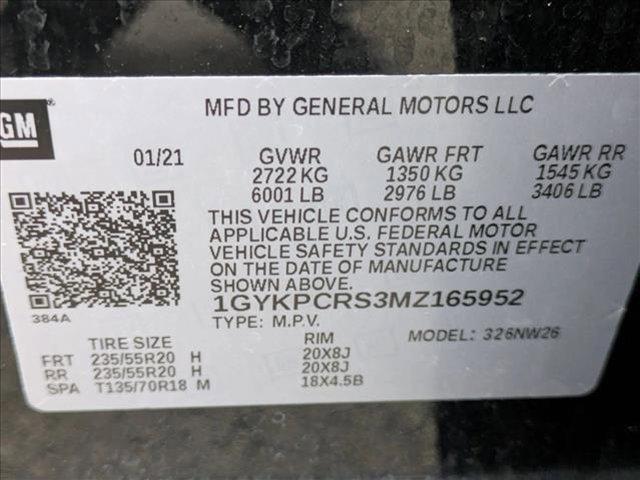 GM ®
MFD BY GENERAL MOTORS LLC
01/21 GVWR GAWR FRT GAWR RR
2722 KG 1350 KG 1545 KG
6001 LB 2976 LB 3406 LB
THIS VEHICLE CONFORMS TO ALL
APPLICABLE U.S. FEDERAL MOTOR
VEHICLE SAFETY STANDARDS IN EFFECT
ON THE DATE OF MANUFACTURE
SHOWN ABOVE.
1GYKPCRS3MZ165952
384A
TYPE: M.P.V. MODEL: 326NW26
TIRE SIZE RIM
FRT 235/55R20 H 20X8J
RR 235/55R20 H 20X8J
SPA T135/70R18 M 18X4.5B